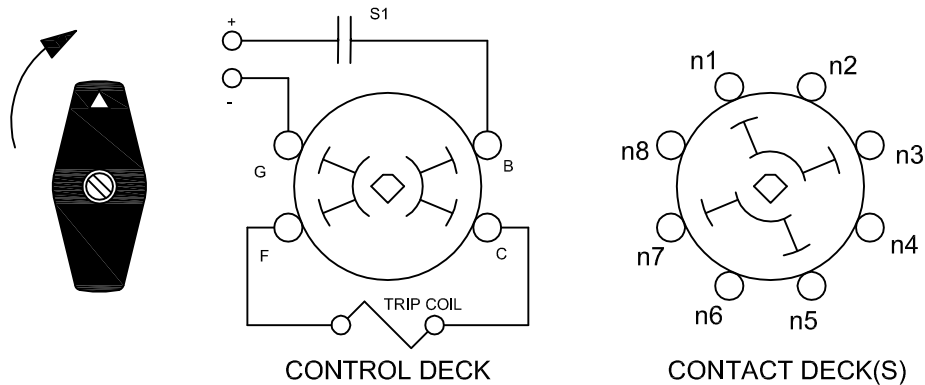 S1
+
-
G
B
F
C
TRIP COIL
CONTROL DECK
n1
n2
n8
n3
n7
n4
n6
n5
CONTACT DECK(S)